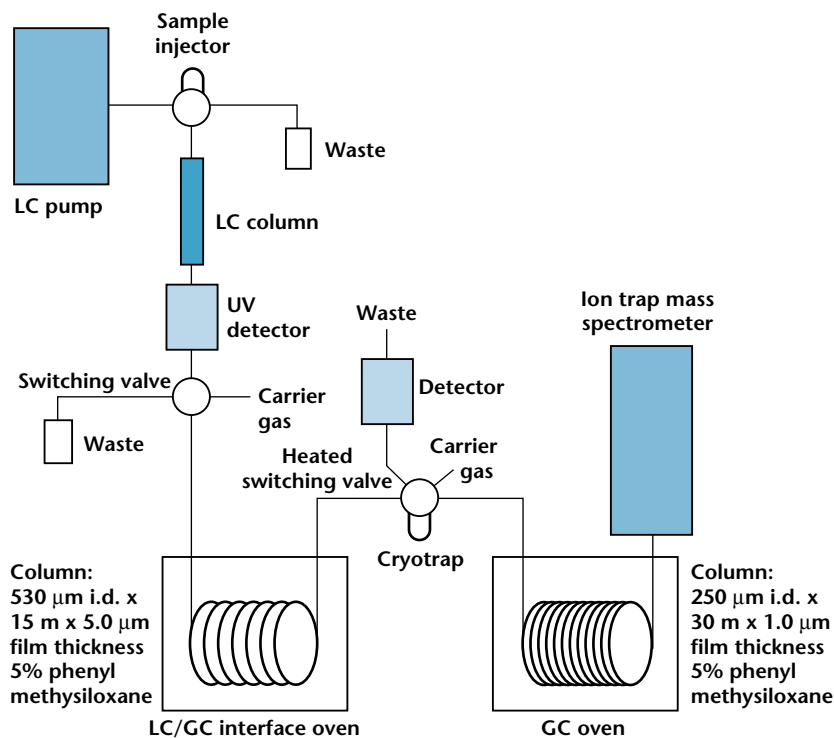 Sample
injector
Waste
LC pump
LC column
UV
detector
Waste
Ion trap mass
spectrometer
Switching valve
Carrier
gas
Detector
Waste
Heated
switching valve
Carrier
gas
Cryotrap
Column:
530 μm i.d. x
15 m x 5.0 μm
film thickness
5% phenyl
methysiloxane
LC/GC interface oven
Column:
250 μm i.d. x
30 m x 1.0 μm
film thickness
5% phenyl
methysiloxane
GC oven